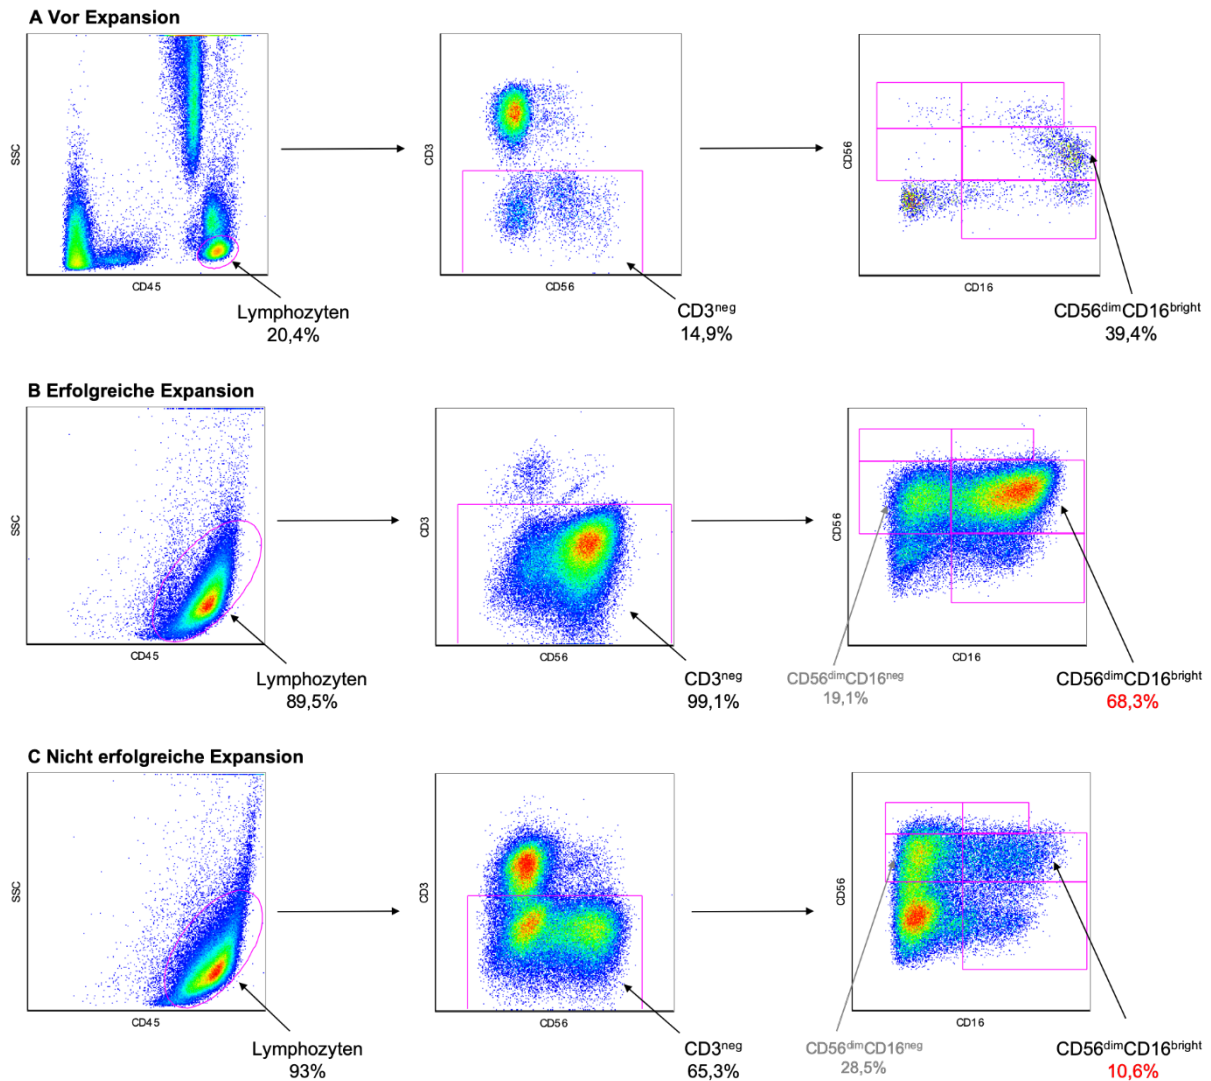 A Vor Expansion
SSC
CD45
CD3
CD56
CD56
CD16
Lymphozyten
20,4%
CD3neg
14,9%
CD56dimCD16bright
39,4%
B Erfolgreiche Expansion
SSC
CD45
CD3
CD56
CD56
CD16
Lymphozyten
89,5%
CD3neg
99,1%
CD56dimCD16neg
19,1%
CD56dimCD16bright
68,3%
C Nicht erfolgreiche Expansion
SSC
CD45
CD3
CD56
CD56
CD16
Lymphozyten
93%
CD3neg
65,3%
CD56dimCD16neg
28,5%
CD56dimCD16bright
10,6%